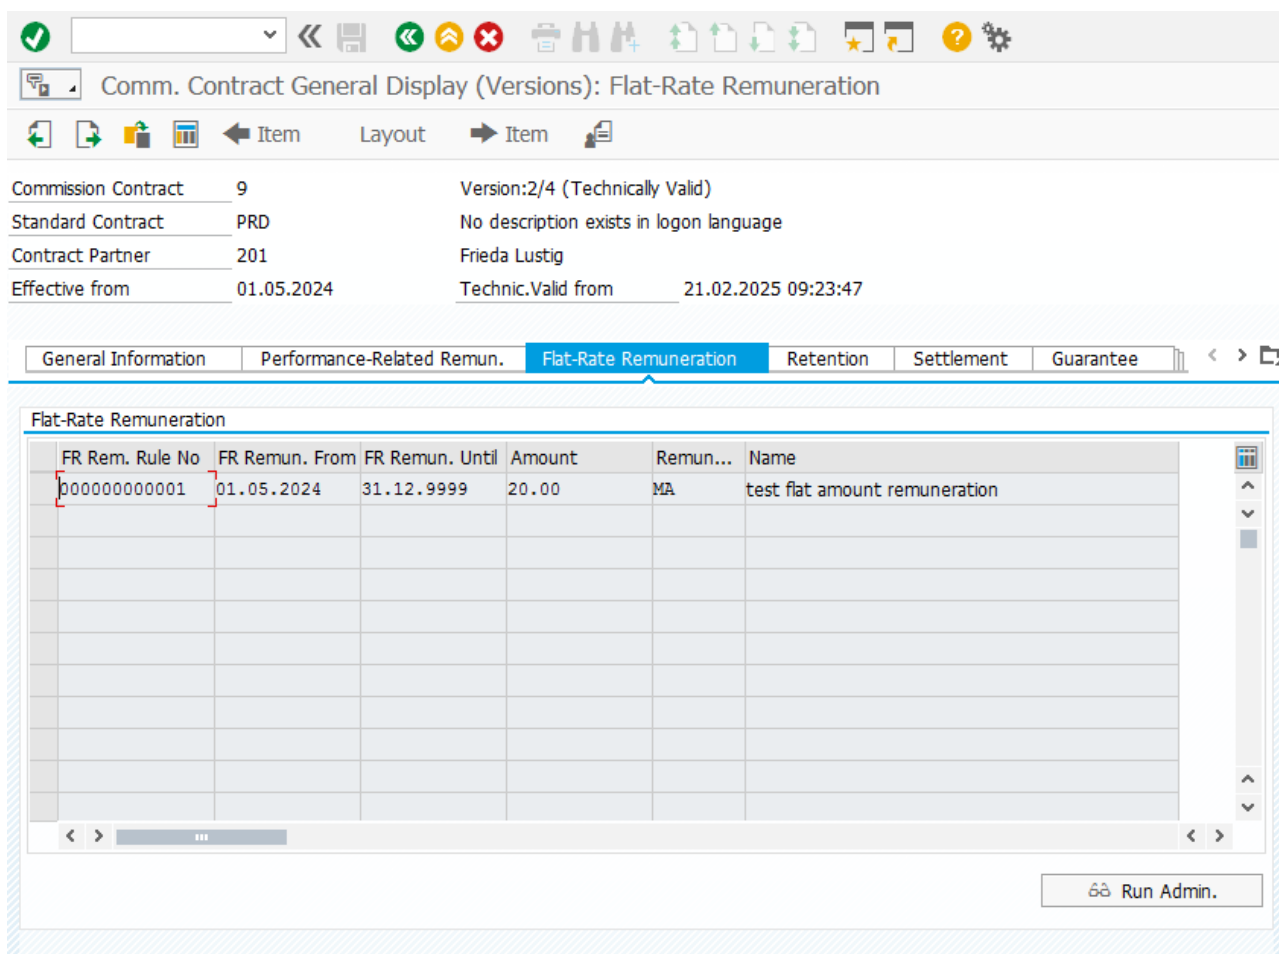 Comm. Contract General Display (Versions): Flat-Rate Remuneration
Item Layout Item
Commission Contract 9 Version:2/4 (Technically Valid)
Standard Contract PRD No description exists in logon language
Contract Partner 201 Frieda Lustig
Effective from 01.05.2024 Technic.Valid from 21.02.2025 09:23:47
General Information Performance-Related Remun. Flat-Rate Remuneration Retention Settlement Guarantee
Flat-Rate Remuneration
FR Rem. Rule No FR Remun. From FR Remun. Until Amount Remun... Name
000000000001 01.05.2024 31.12.9999 20.00 MA test flat amount remuneration
Run Admin.